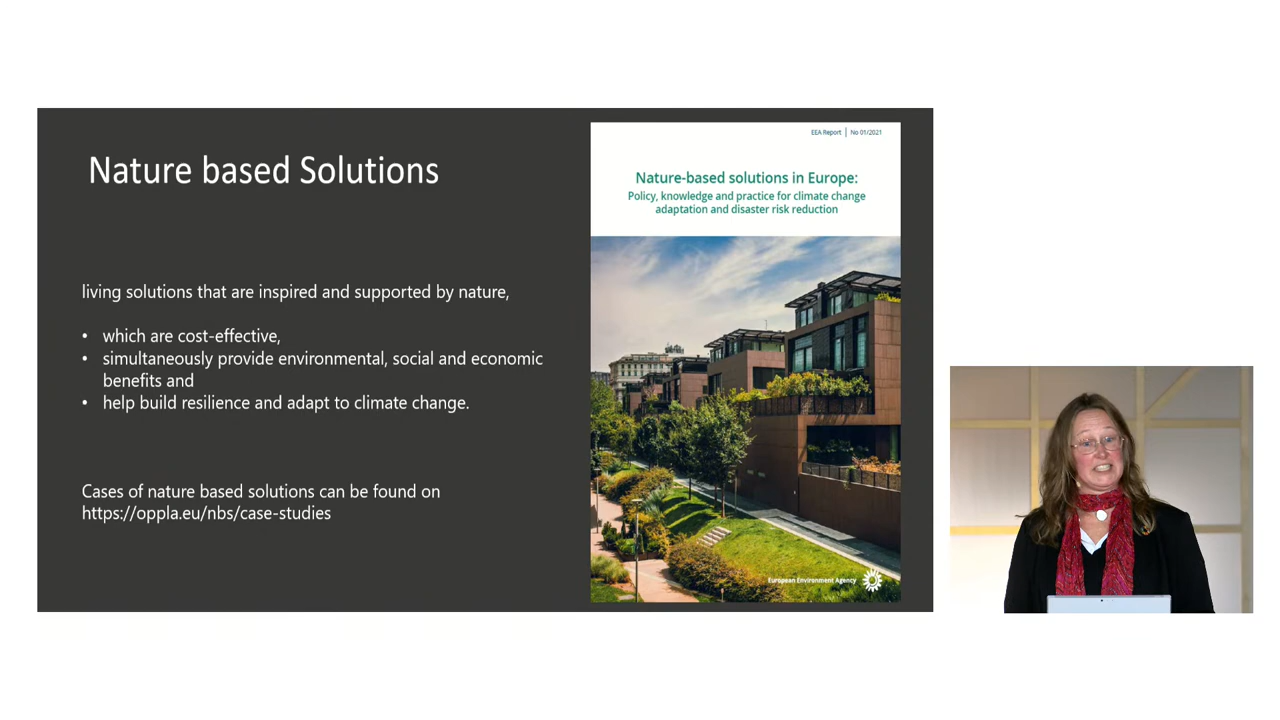 Nature based Solutions
living solutions that are inspired and supported by nature,
• which are cost-effective,
• simultaneously provide environmental, social and economic
benefits and
• help build resilience and adapt to climate change.
Cases of nature based solutions can be found on
https://oppla.eu/nbs/case-studies
EEA Report | No 01/2021
Nature-based solutions in Europe:
Policy, knowledge and practice for climate change
adaptation and disaster risk reduction
European Environment Agency